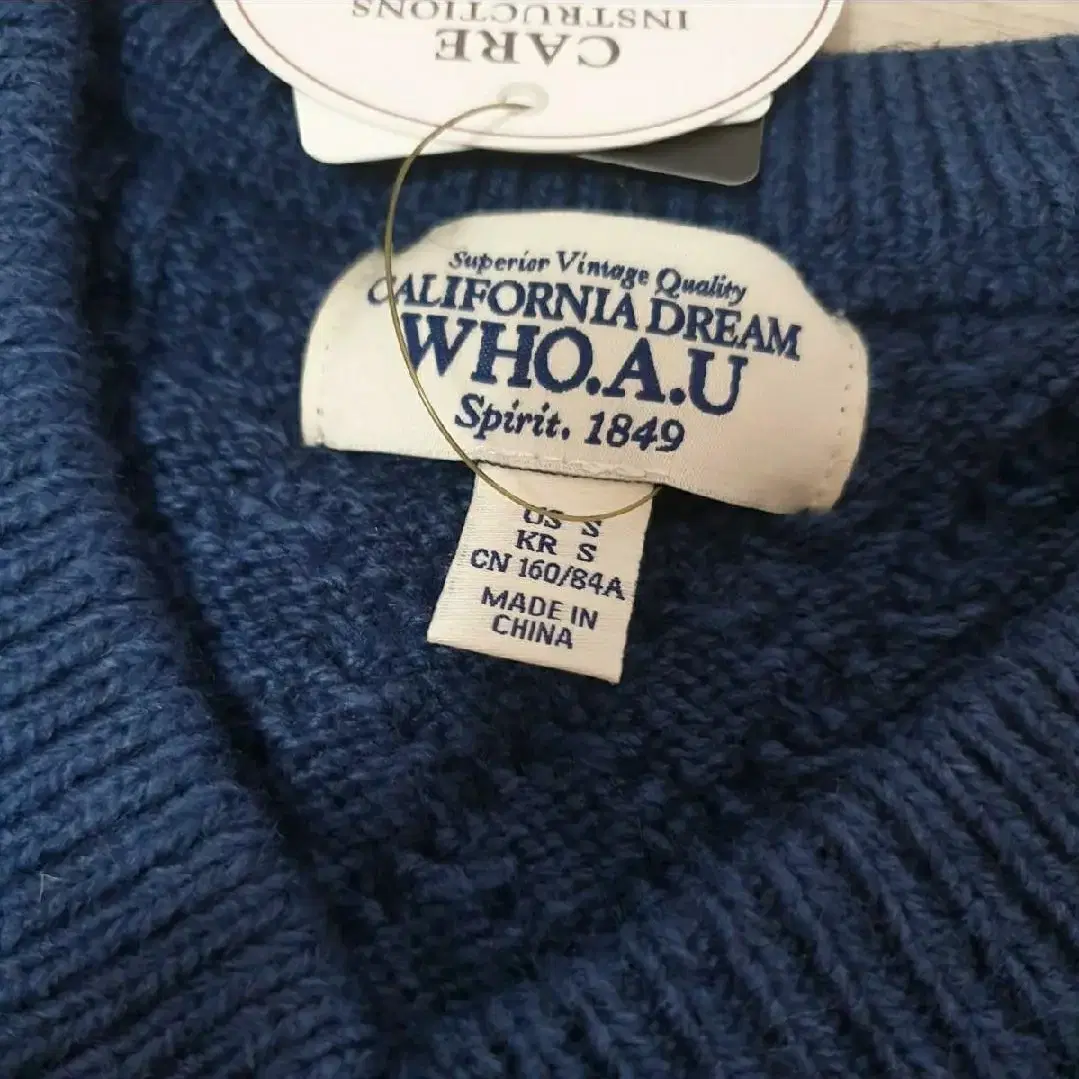 CARE
INSTRUCTIONS
Superior Vintage Quality
CALIFORNIA DREAM
WHO.A.U
Spirit. 1849
US S
KR S
CN 160/84A
MADE IN
CHINA